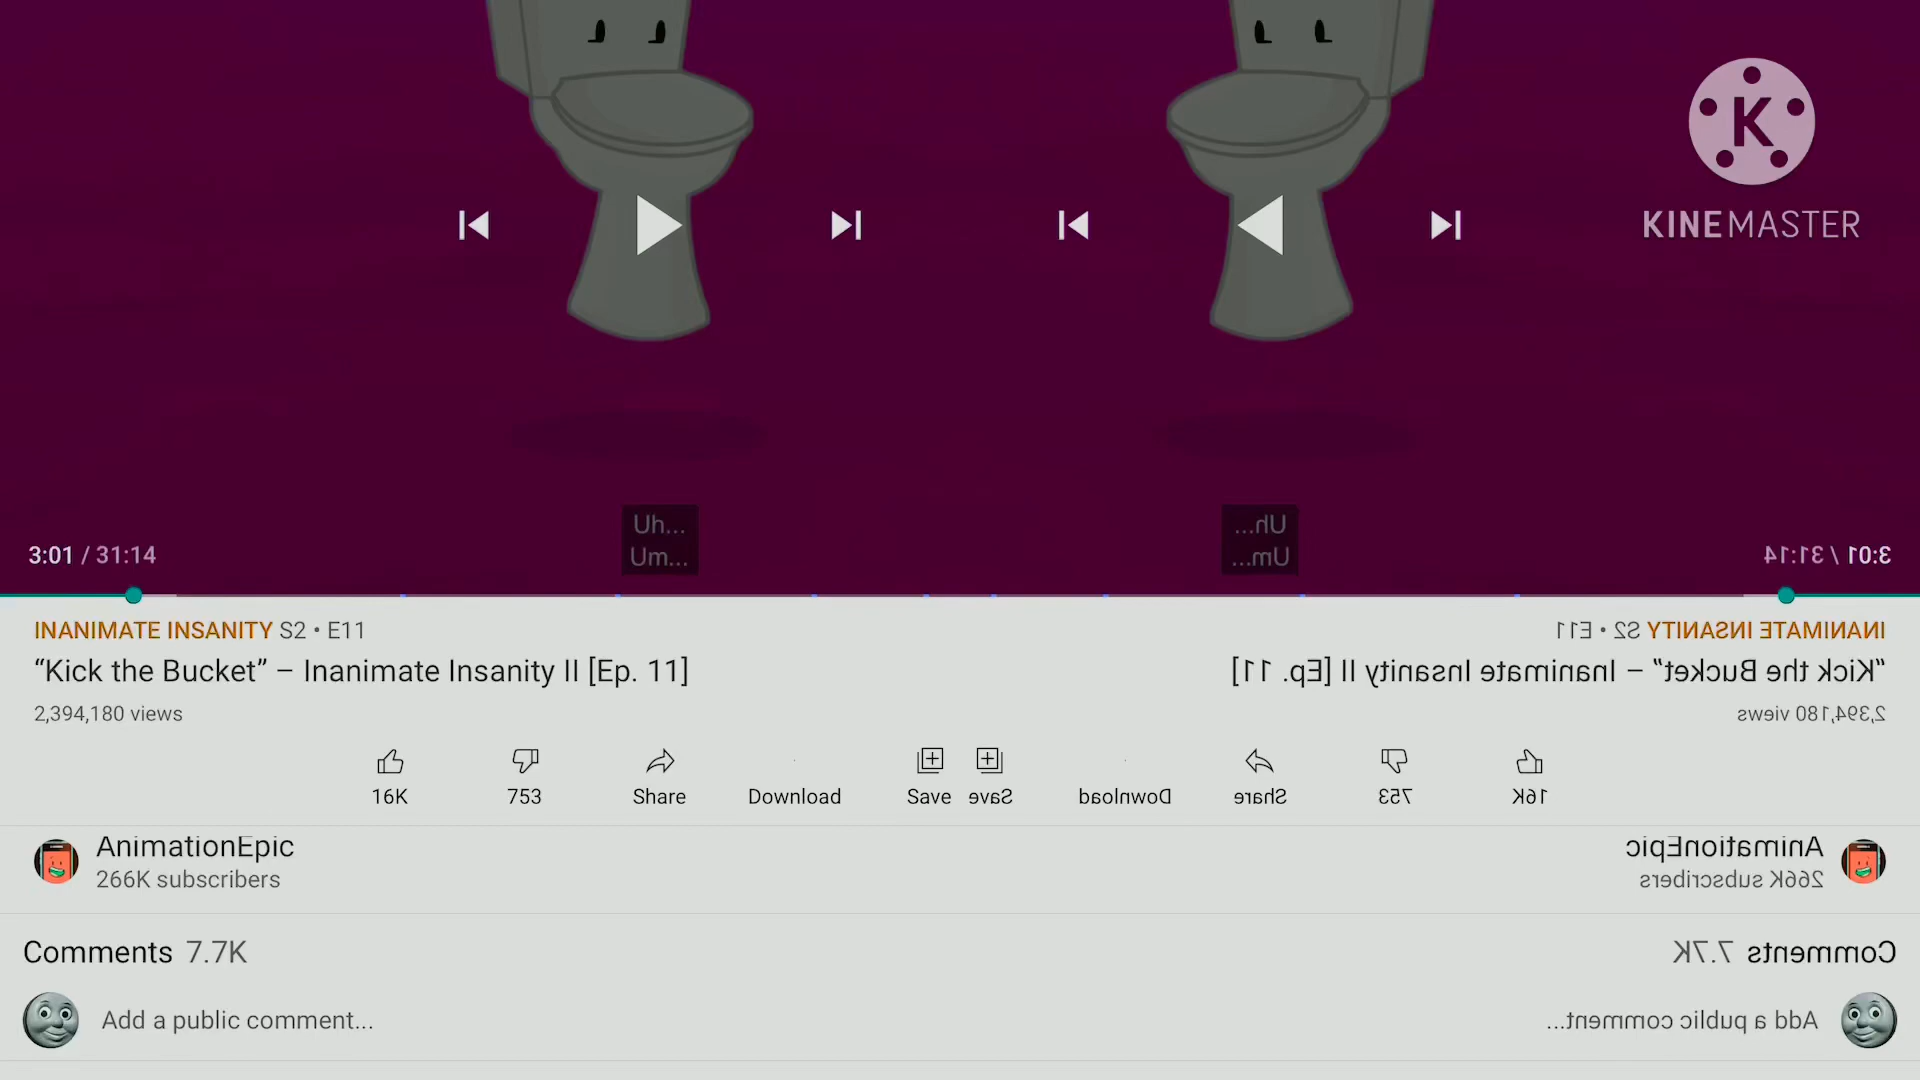 K
KINEMASTER
Uh...
Um...
Uh...
Um...
3:01 / 31:14
3:01 / 31:14
INANIMATE INSANITY S2 • E11
INANIMATE INSANITY S2 • E11
“Kick the Bucket” – Inanimate Insanity II [Ep. 11]
“Kick the Bucket” – Inanimate Insanity II [Ep. 11]
2,394,180 views
2,394,180 views
16K 753 Share Download Save Save Download Share 753 16K
AnimationEpic
AnimationEpic
266K subscribers
266K subscribers
Comments 7.7K
Comments 7.7K
Add a public comment...
Add a public comment...